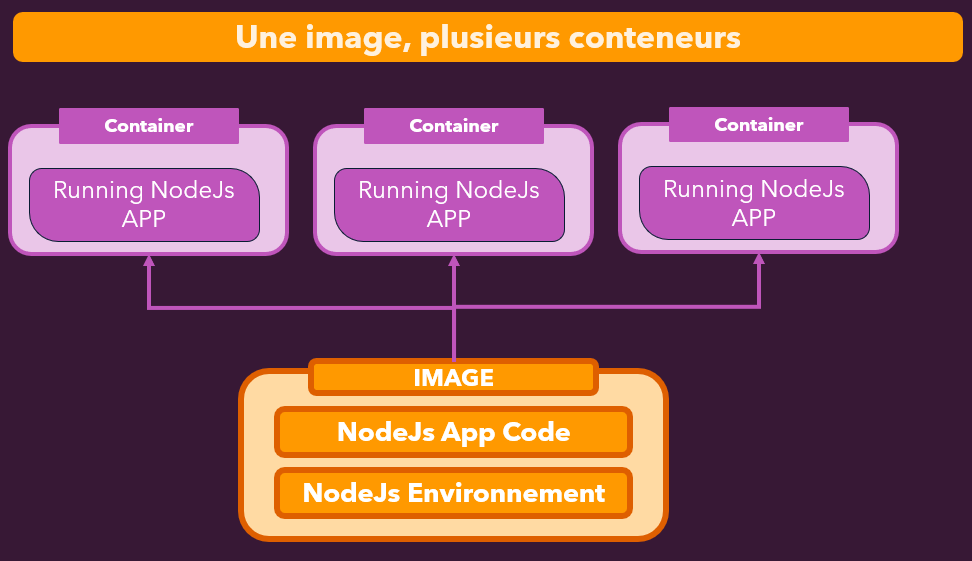 Une image, plusieurs conteneurs
Container
Running NodeJs
APP
Container
Running NodeJs
APP
Container
Running NodeJs
APP
IMAGE
NodeJs App Code
NodeJs Environnement